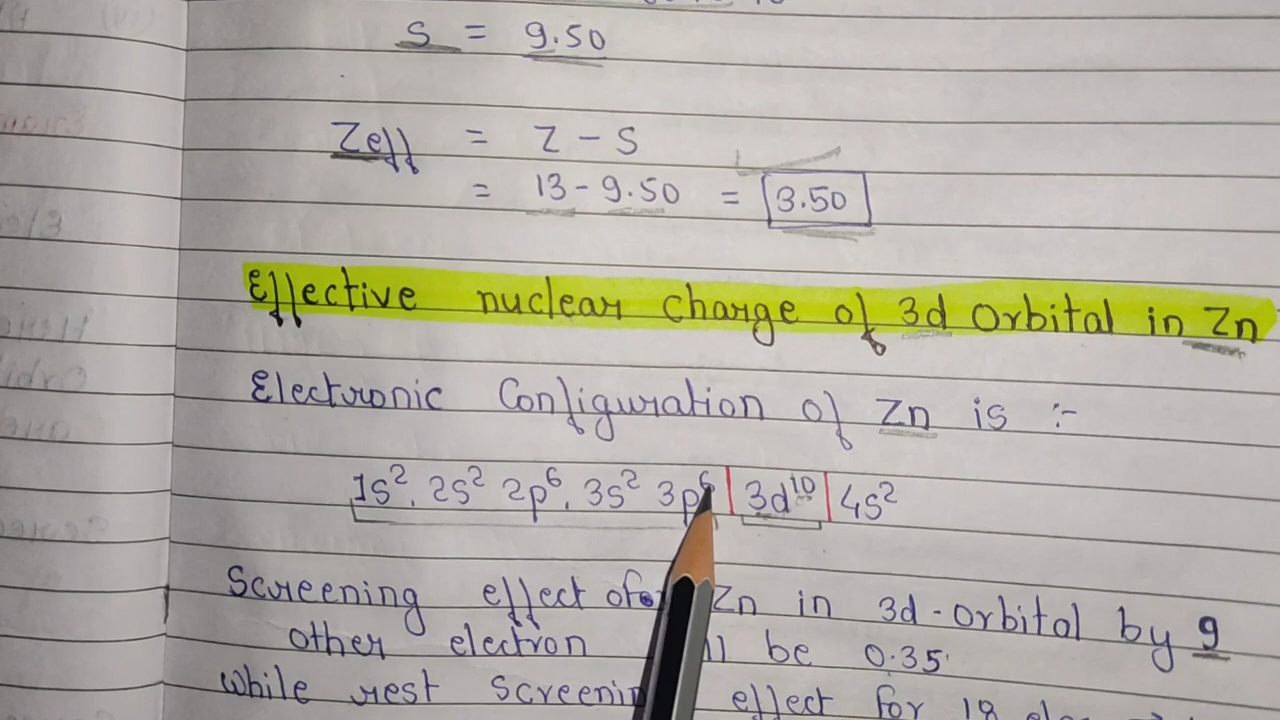 S = 9.50
Zeff = Z - S
= 13 - 9.50 = 3.50
Effective nuclear charge of 3d orbital in Zn
Electronic Configuration of Zn is :-
1s², 2s² 2p⁶, 3s² 3p⁶ | 3d¹⁰ | 4s²
Screening effect of Zn in 3d-orbital by 9
other electron be 0.35
while rest effect for 18